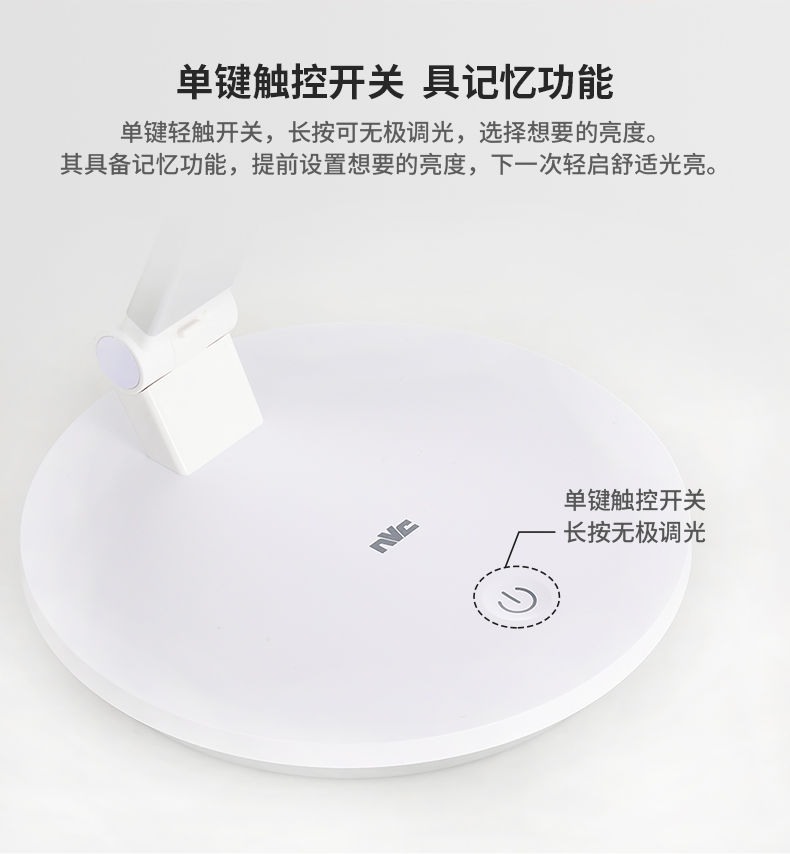 单键触控开关 具记忆功能
单键轻触开关，长按可无极调光，选择想要的亮度。
其具备记忆功能，提前设置想要的亮度，下一次轻启舒适光亮。
单键触控开关
长按无极调光
NVC